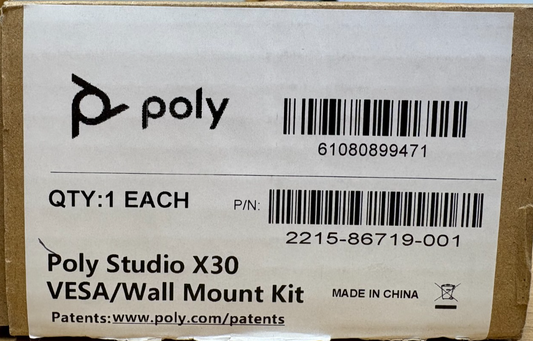 poly
61080899471
QTY:1 EACH
P/N:
2215-86719-001
Poly Studio X30
VESA/Wall Mount Kit
MADE IN CHINA
Patents:www.poly.com/patents